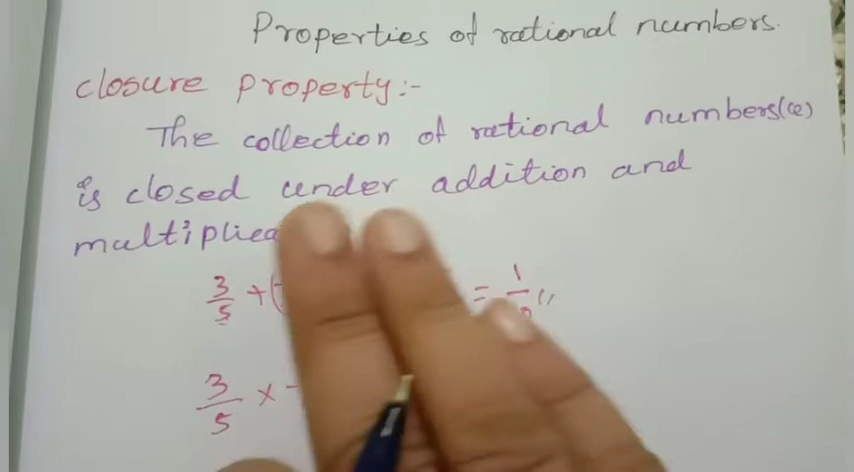 Properties of rational numbers.
closure property:-
The collection of rational numbers(Q)
is closed under addition and
3/5 +(
= 1/
3/5 × -